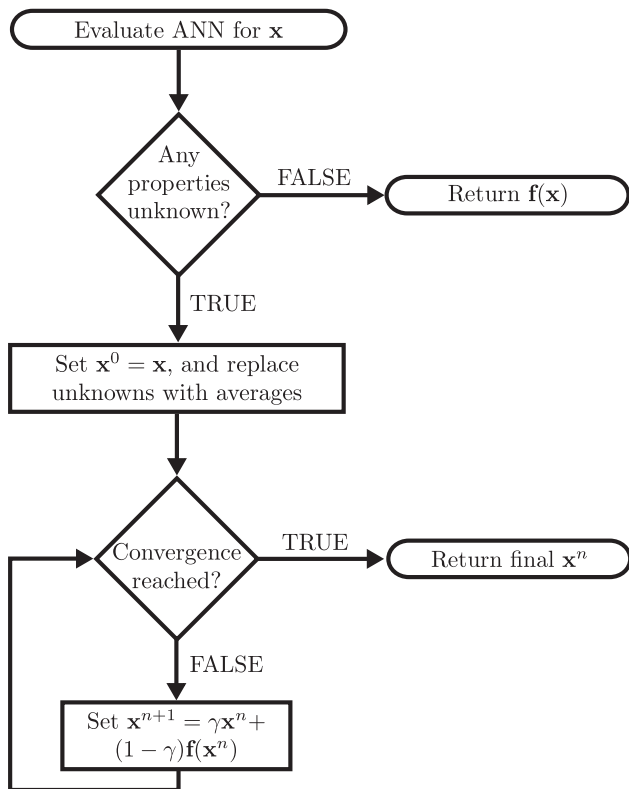 Evaluate ANN for x
Any
properties
unknown?
FALSE
Return f(x)
TRUE
Set x⁰ = x, and replace
unknowns with averages
Convergence
reached?
TRUE
Return final xⁿ
FALSE
Set xⁿ⁺¹ = γxⁿ+
(1 − γ)f(xⁿ)